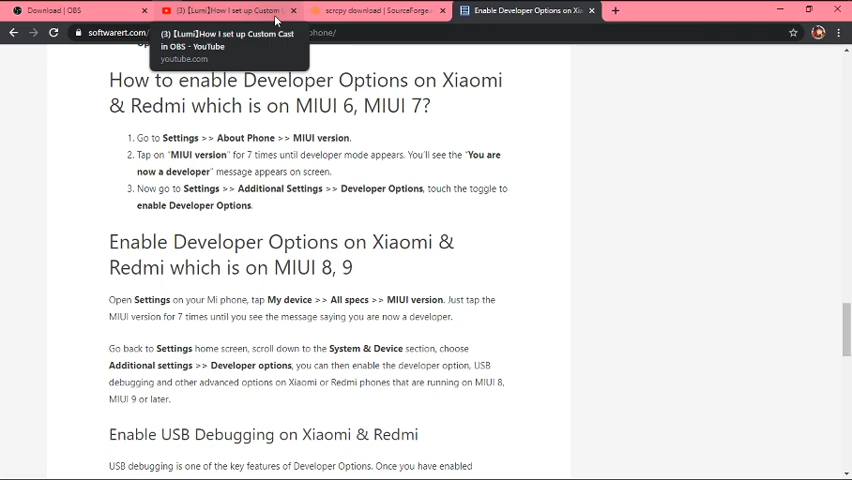 Download | OBS
(3) 【Lumi】How I set up Custom C
scrcpy download | SourceForge.ne
Enable Developer Options on Xia
softwarert.com/
phone/
(3) 【Lumi】How I set up Custom Cast
in OBS - YouTube
youtube.com
How to enable Developer Options on Xiaomi
& Redmi which is on MIUI 6, MIUI 7?
1. Go to Settings >> About Phone >> MIUI version.
2. Tap on "MIUI version" for 7 times until developer mode appears. You'll see the "You are
now a developer" message appears on screen.
3. Now go to Settings >> Additional Settings >> Developer Options, touch the toggle to
enable Developer Options.
Enable Developer Options on Xiaomi &
Redmi which is on MIUI 8, 9
Open Settings on your Mi phone, tap My device >> All specs >> MIUI version. Just tap the
MIUI version for 7 times until you see the message saying you are now a developer.
Go back to Settings home screen, scroll down to the System & Device section, choose
Additional settings >> Developer options, you can then enable the developer option, USB
debugging and other advanced options on Xiaomi or Redmi phones that are running on MIUI 8,
MIUI 9 or later.
Enable USB Debugging on Xiaomi & Redmi
USB debugging is one of the key features of Developer Options. Once you have enabled